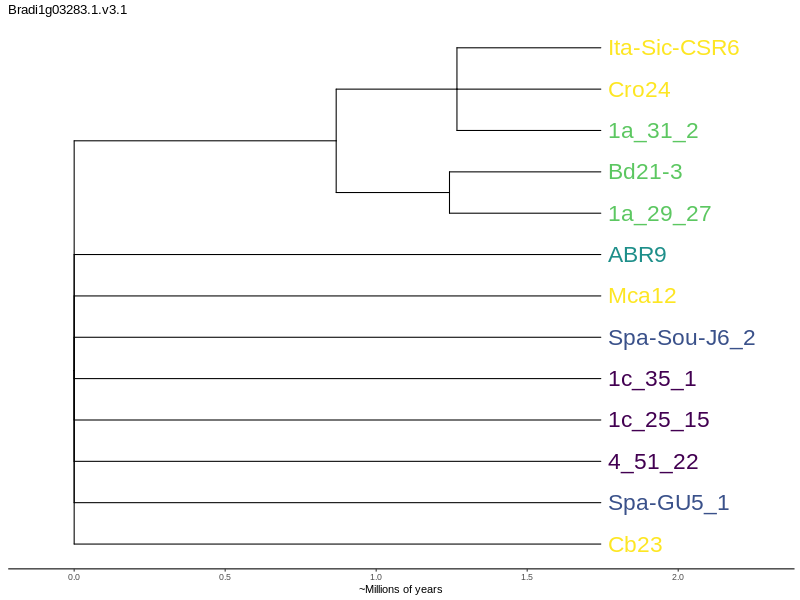 Bradi1g03283.1.v3.1
Ita-Sic-CSR6
Cro24
1a_31_2
Bd21-3
1a_29_27
ABR9
Mca12
Spa-Sou-J6_2
1c_35_1
1c_25_15
4_51_22
Spa-GU5_1
Cb23
0.0 0.5 1.0 1.5 2.0
~Millions of years